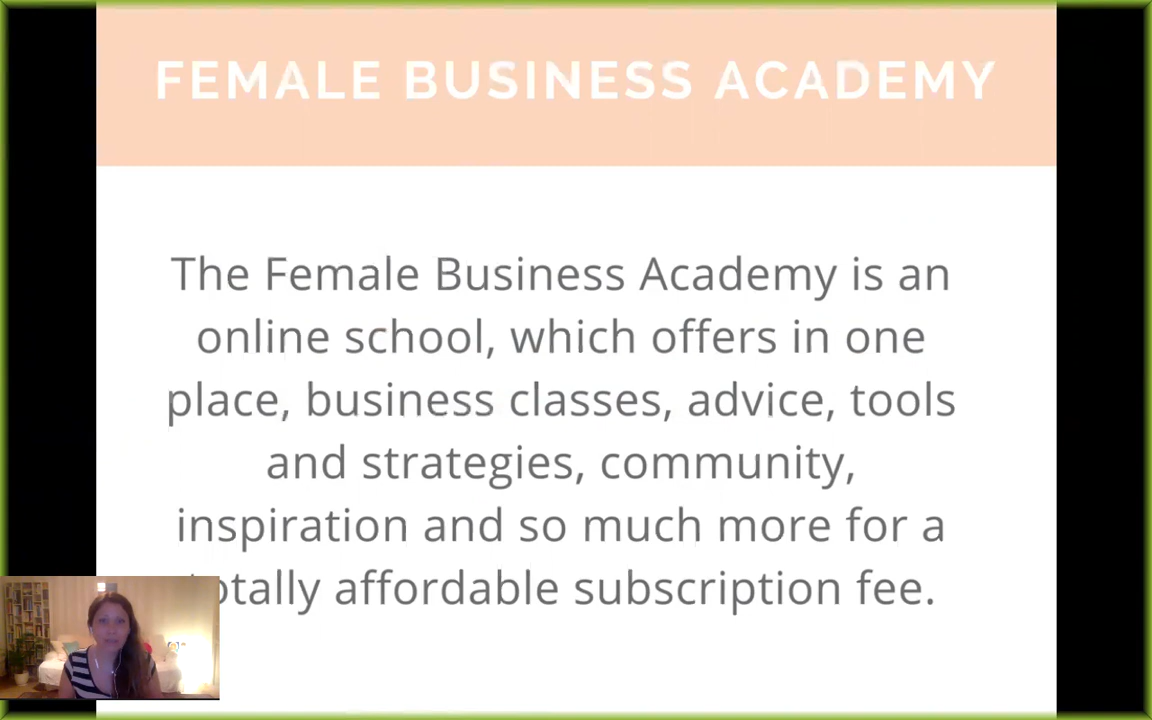 FEMALE BUSINESS ACADEMY
The Female Business Academy is an
online school, which offers in one
place, business classes, advice, tools
and strategies, community,
inspiration and so much more for a
totally affordable subscription fee.